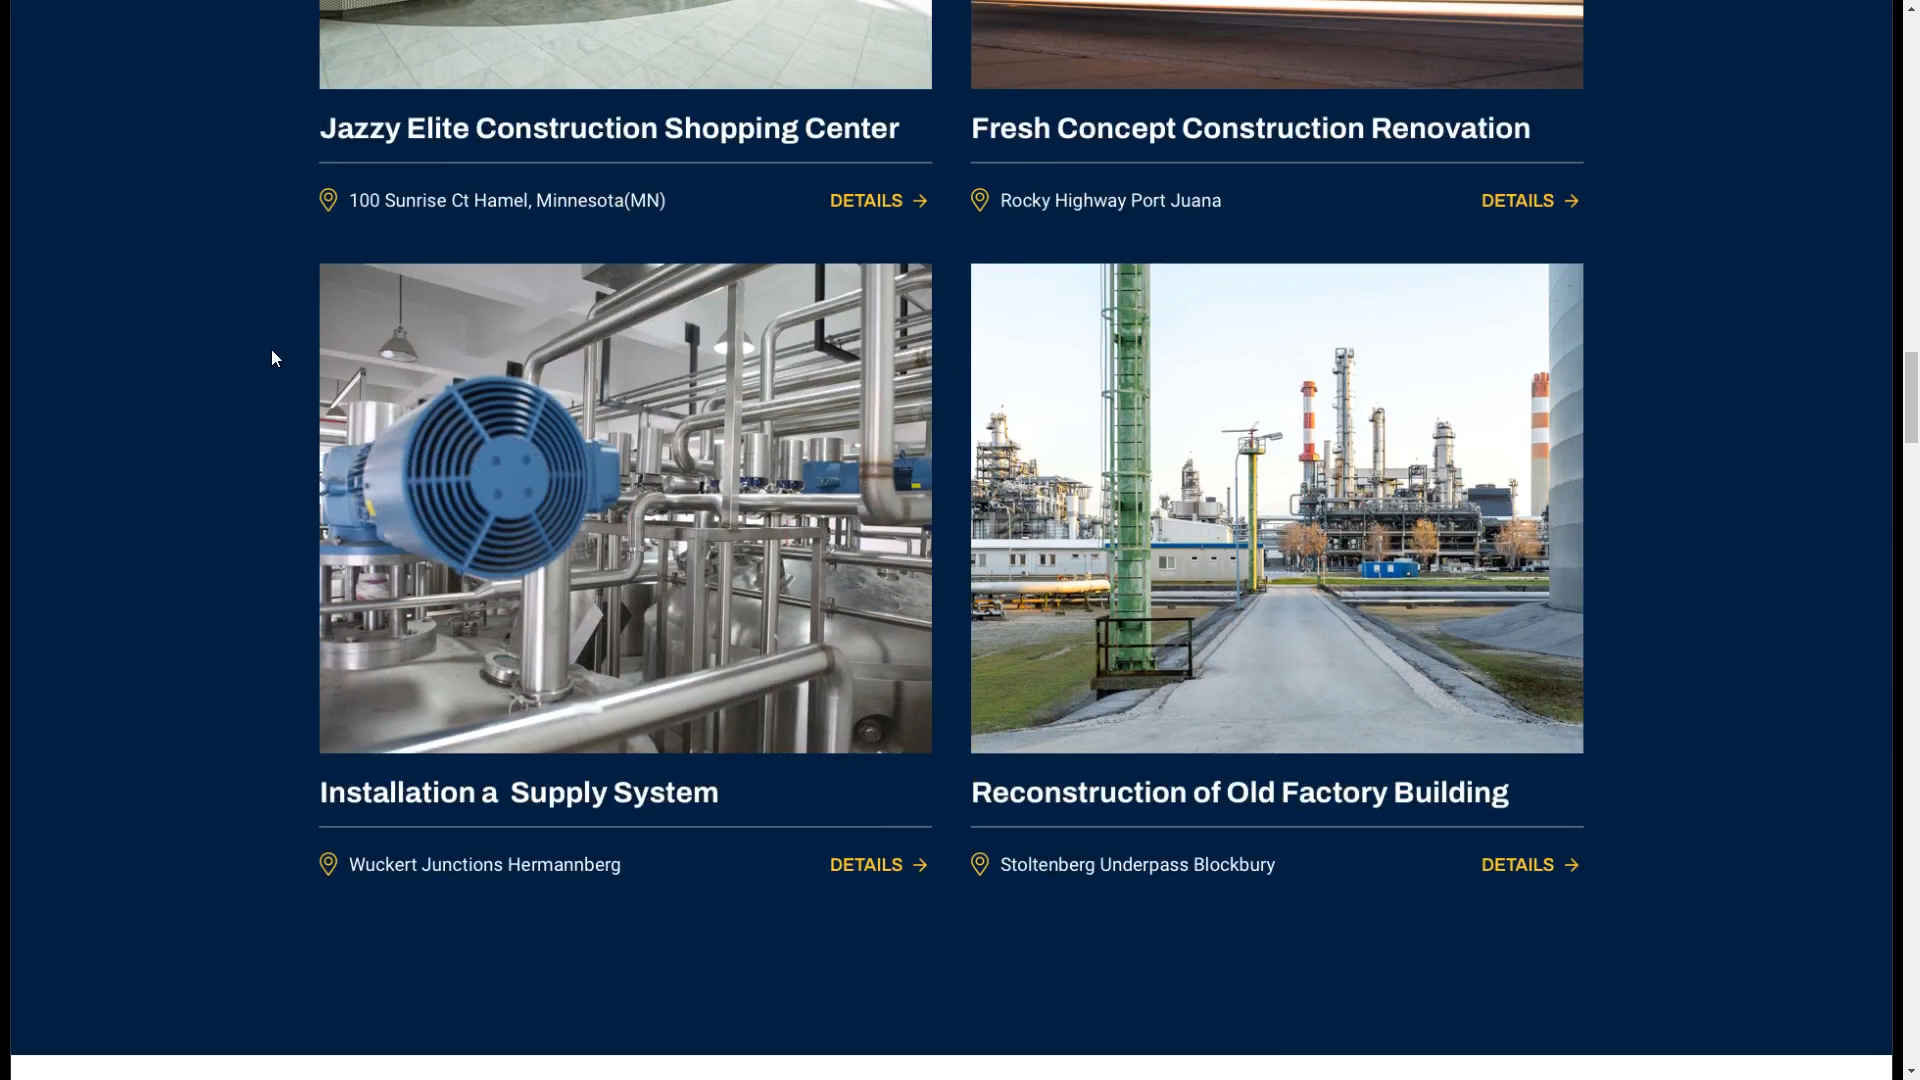 Jazzy Elite Construction Shopping Center
Fresh Concept Construction Renovation
100 Sunrise Ct Hamel, Minnesota(MN)
DETAILS →
Rocky Highway Port Juana
DETAILS →
Installation a  Supply System
Reconstruction of Old Factory Building
Wuckert Junctions Hermannberg
DETAILS →
Stoltenberg Underpass Blockbury
DETAILS →